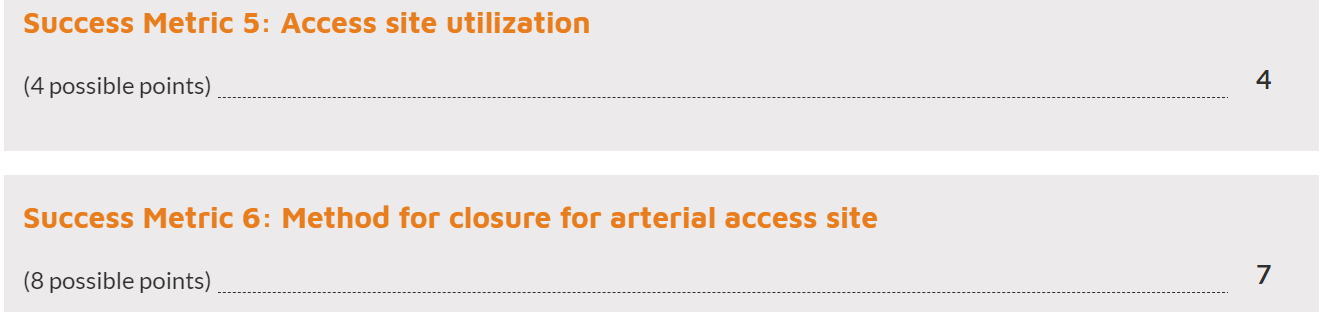 Success Metric 5: Access site utilization
(4 possible points) 4
Success Metric 6: Method for closure for arterial access site
(8 possible points) 7